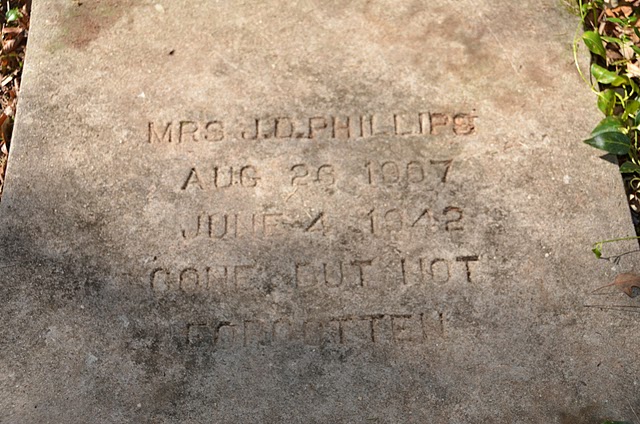 MRS J.D. PHILLIPS
AUG 26 1907
JUNE 4 1942
GONE BUT NOT
FORGOTTEN